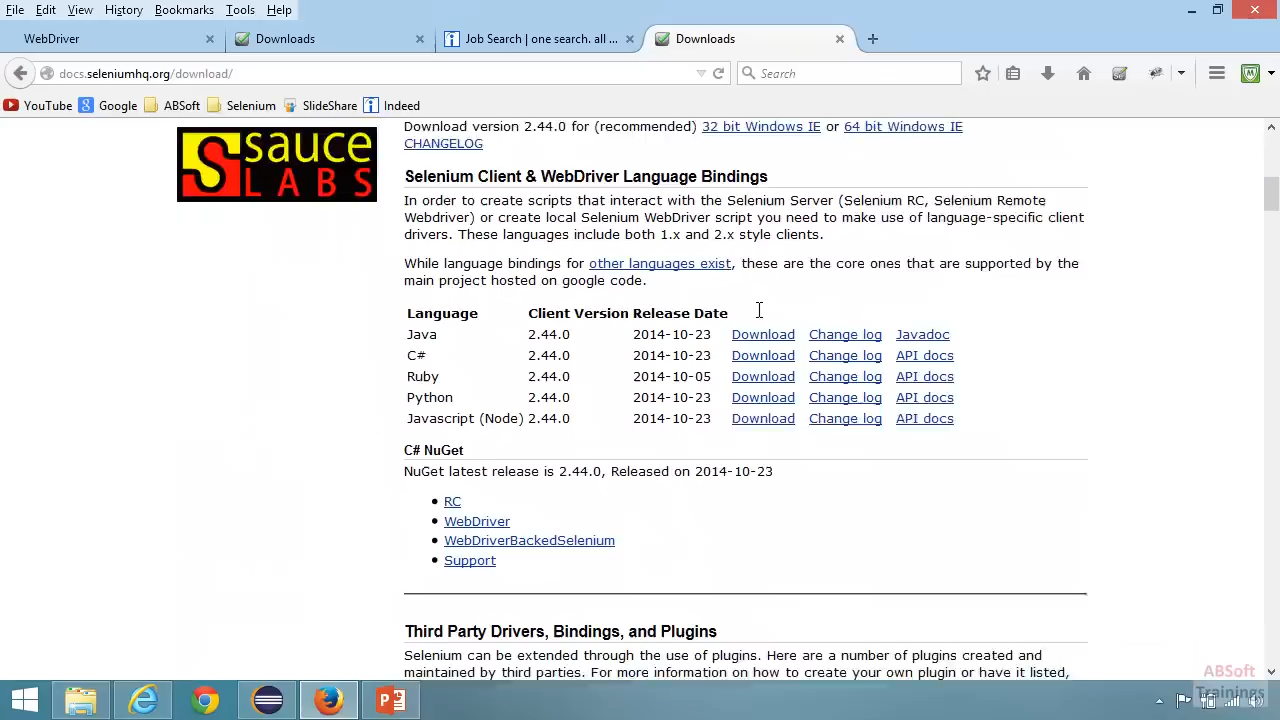 File Edit View History Bookmarks Tools Help
WebDriver × Downloads × Job Search | one search. all ... × Downloads × +
docs.seleniumhq.org/download/ Search
YouTube Google ABSoft Selenium SlideShare Indeed
sauce
LABS
Download version 2.44.0 for (recommended) 32 bit Windows IE or 64 bit Windows IE
CHANGELOG
Selenium Client & WebDriver Language Bindings
In order to create scripts that interact with the Selenium Server (Selenium RC, Selenium Remote
Webdriver) or create local Selenium WebDriver script you need to make use of language-specific client
drivers. These languages include both 1.x and 2.x style clients.
While language bindings for other languages exist, these are the core ones that are supported by the
main project hosted on google code.
Language Client Version Release Date
Java 2.44.0 2014-10-23 Download Change log Javadoc
C# 2.44.0 2014-10-23 Download Change log API docs
Ruby 2.44.0 2014-10-05 Download Change log API docs
Python 2.44.0 2014-10-23 Download Change log API docs
Javascript (Node) 2.44.0 2014-10-23 Download Change log API docs
C# NuGet
NuGet latest release is 2.44.0, Released on 2014-10-23
• RC
• WebDriver
• WebDriverBackedSelenium
• Support
Third Party Drivers, Bindings, and Plugins
Selenium can be extended through the use of plugins. Here are a number of plugins created and
maintained by third parties. For more information on how to create your own plugin or have it listed,
ABSoft
Trainings